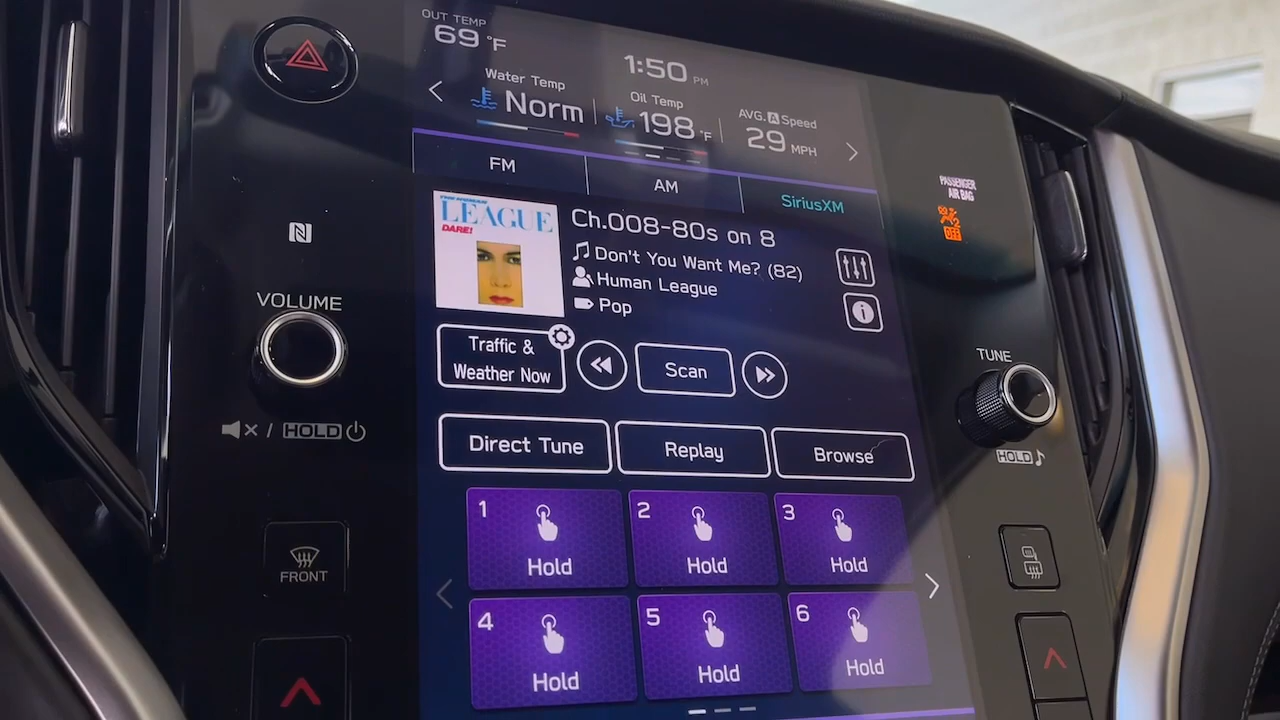 OUT TEMP
69 °F
1:50 PM
Water Temp
Norm
Oil Temp
198 °F
AVG. A Speed
29 MPH
FM
AM
SiriusXM
PASSENGER
AIR BAG
OFF
THE HUMAN
LEAGUE
DARE!
Ch.008-80s on 8
Don't You Want Me? (82)
Human League
Pop
VOLUME
HOLD
Traffic &
Weather Now
Scan
TUNE
HOLD
Direct Tune
Replay
Browse
1
Hold
2
Hold
3
Hold
FRONT
4
Hold
5
Hold
6
Hold